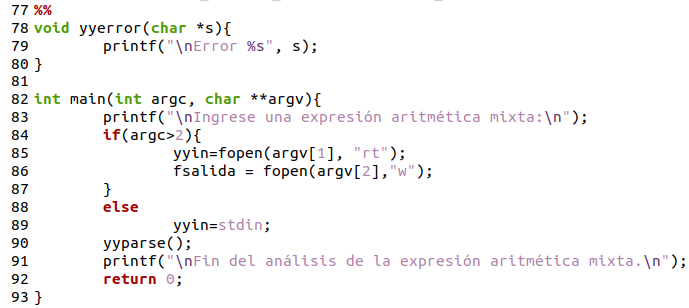 77 %%
78 void yyerror(char *s){
79         printf("\nError %s", s);
80 }
81
82 int main(int argc, char **argv){
83         printf("\nIngrese una expresión aritmética mixta:\n");
84         if(argc>2){
85                 yyin=fopen(argv[1], "rt");
86                 fsalida = fopen(argv[2],"w");
87         }
88         else
89                 yyin=stdin;
90         yyparse();
91         printf("\nFin del análisis de la expresión aritmética mixta.\n");
92         return 0;
93 }